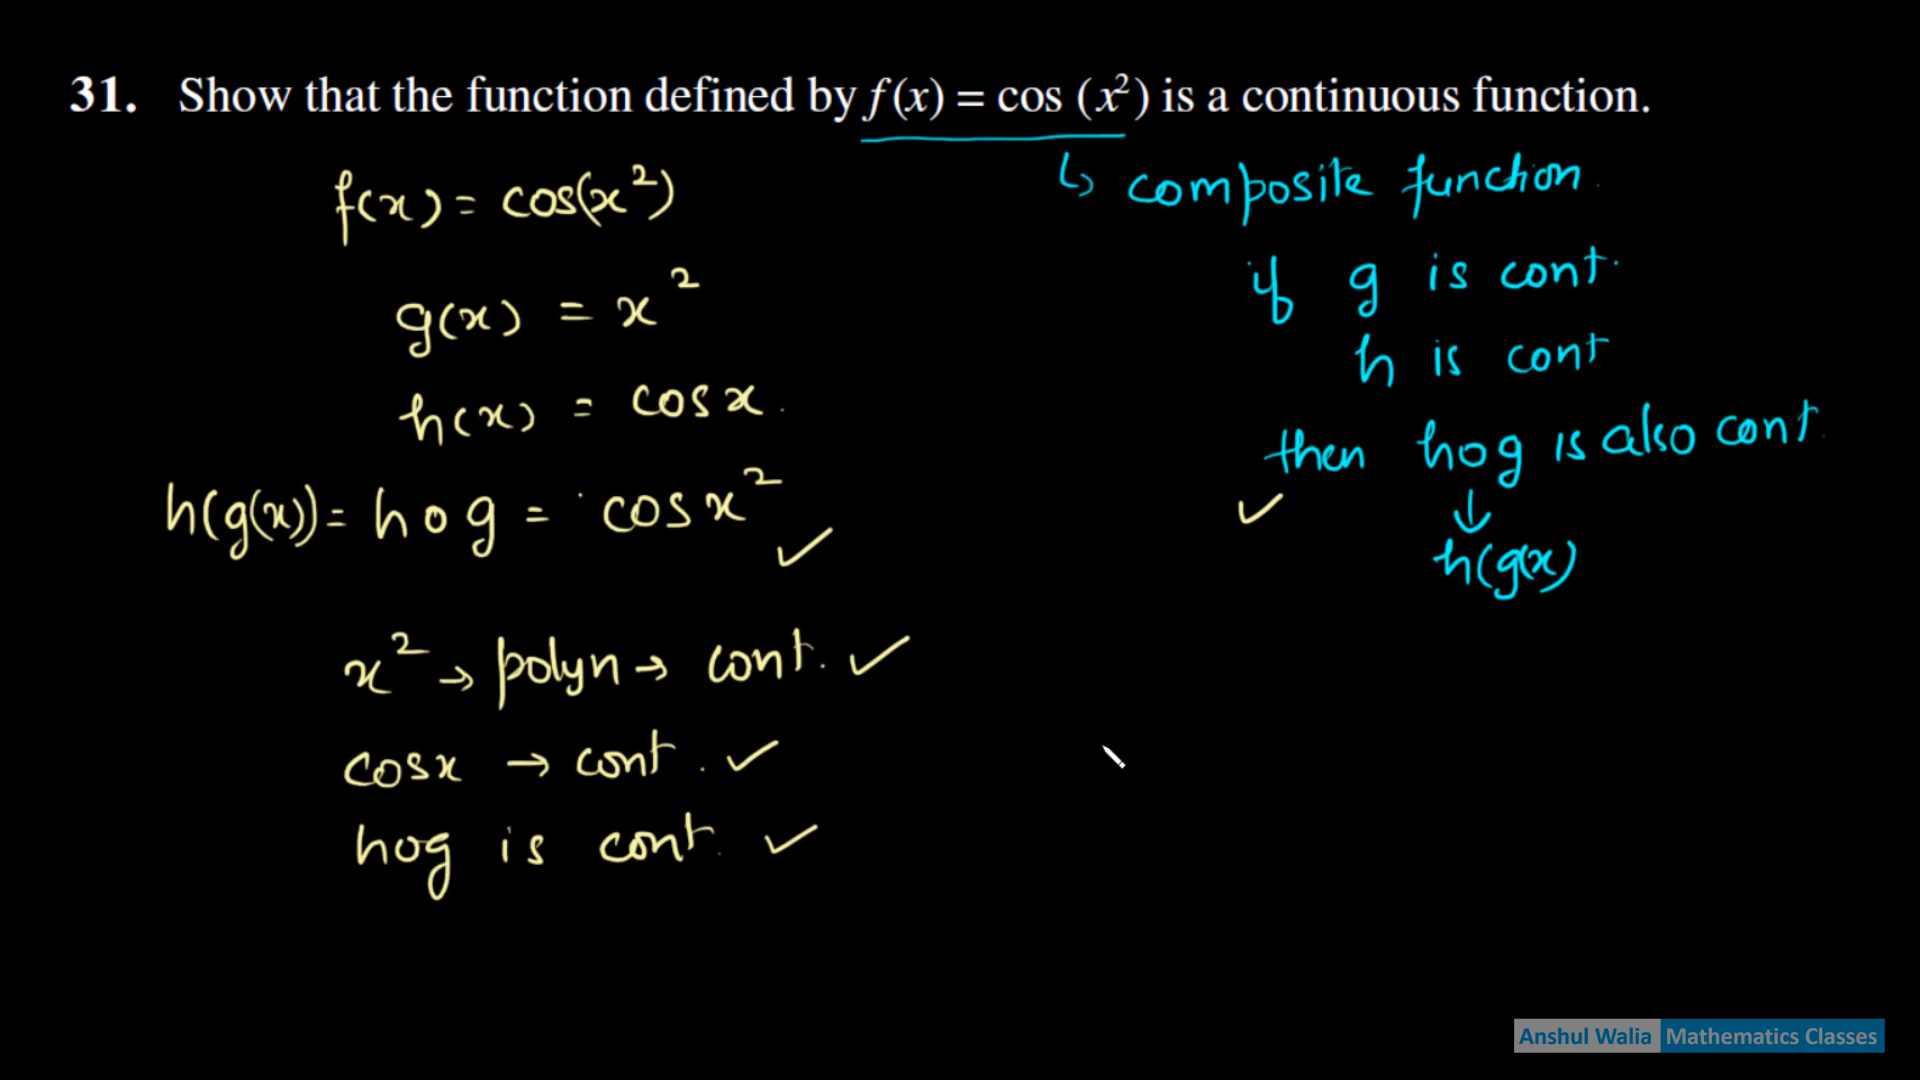 31. Show that the function defined by f(x) = cos (x²) is a continuous function.
f(x) = cos(x²)
g(x) = x²
h(x) = cos x.
h(g(x)) = hog = cos x² ✓
x² → polyn → cont. ✓
cos x → cont. ✓
hog is cont. ✓
↳ composite function.
if g is cont.
h is cont
then hog is also cont.
✓ ↓
h(g(x)
Anshul Walia Mathematics Classes